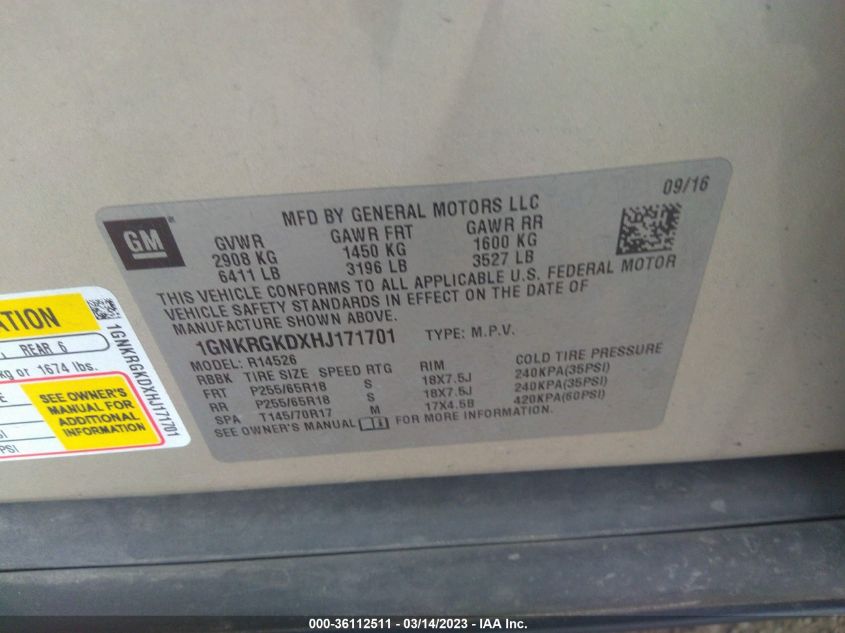 09/16
MFD BY GENERAL MOTORS LLC
GM
GVWR GAWR FRT GAWR RR
2908 KG 1450 KG 1600 KG
6411 LB 3196 LB 3527 LB
THIS VEHICLE CONFORMS TO ALL APPLICABLE U.S. FEDERAL MOTOR
VEHICLE SAFETY STANDARDS IN EFFECT ON THE DATE OF
MANUFACTURE SHOWN ABOVE.
1GNKRGKDXHJ171701 TYPE: M.P.V.
MODEL: R14526
RBBK TIRE SIZE SPEED RTG RIM COLD TIRE PRESSURE
FRT P255/65R18 S 18X7.5J 240KPA(35PSI)
RR P255/65R18 S 18X7.5J 240KPA(35PSI)
SPA T145/70R17 M 17X4.5B 420KPA(60PSI)
SEE OWNER'S MANUAL FOR MORE INFORMATION.
REAR 6
kg or 1674 lbs.
SEE OWNER'S
MANUAL FOR
ADDITIONAL
INFORMATION
PSI
1GNKRGKDXHJ171701
000-36112511 - 03/14/2023 - IAA Inc.